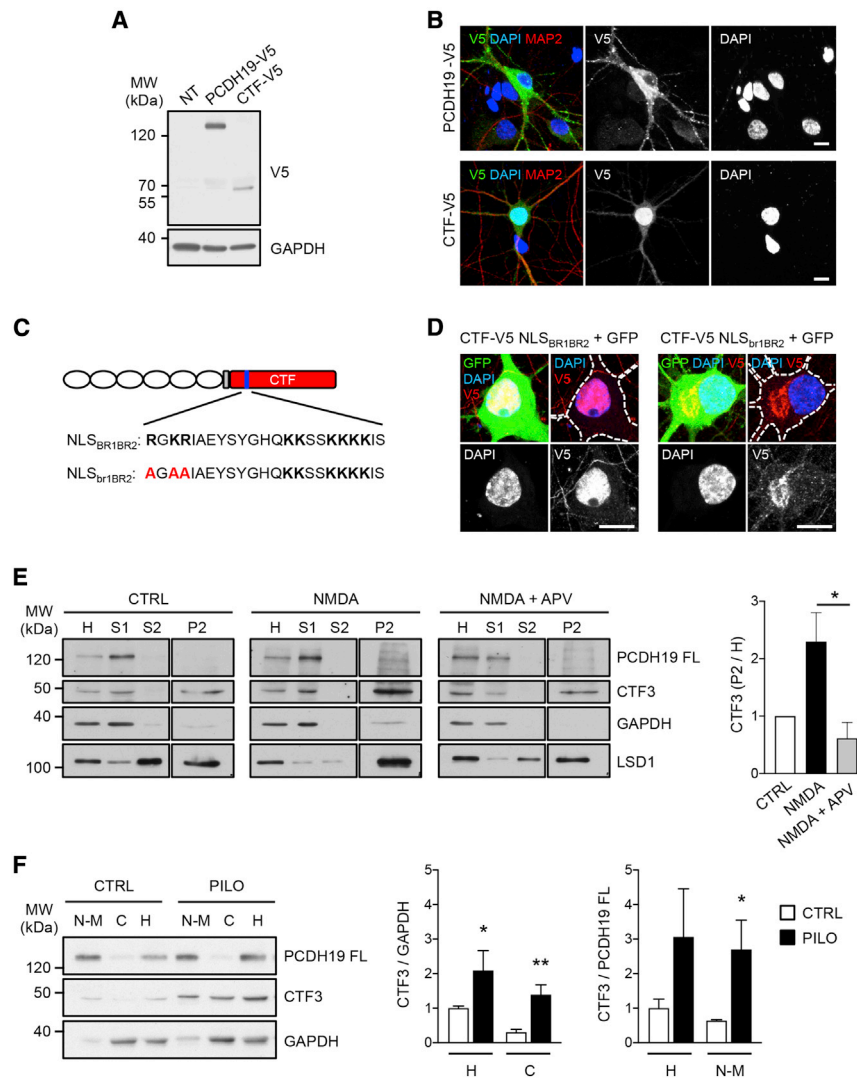 A
MW
(kDa)
NT
PCDH19-V5
CTF-V5
120
70
55
40
V5
GAPDH
B
PCDH19 -V5
V5 DAPI MAP2
V5
DAPI
CTF-V5
V5 DAPI MAP2
V5
DAPI
C
CTF
NLSBR1BR2: RGKRIAEYSYGHQKKSSKKKKIS
NLSbr1BR2: AGAAIAEYSYGHQKKSSKKKKIS
D
CTF-V5 NLSBR1BR2 + GFP
CTF-V5 NLSbr1BR2 + GFP
GFP
DAPI
V5
DAPI
V5
GFP DAPI V5
DAPI V5
DAPI
V5
DAPI
V5
E
CTRL
NMDA
NMDA + APV
MW
(kDa)
H S1 S2 P2
H S1 S2 P2
H S1 S2 P2
120
50
40
100
PCDH19 FL
CTF3
GAPDH
LSD1
CTF3 (P2 / H)
3
2
1
0
*
CTRL
NMDA
NMDA + APV
F
CTRL
PILO
MW
(kDa)
N-M C H N-M C H
120
50
40
PCDH19 FL
CTF3
GAPDH
CTF3 / GAPDH
5
4
3
2
1
0
*
**
H C
CTF3 / PCDH19 FL
5
4
3
2
1
0
*
H N-M
CTRL
PILO